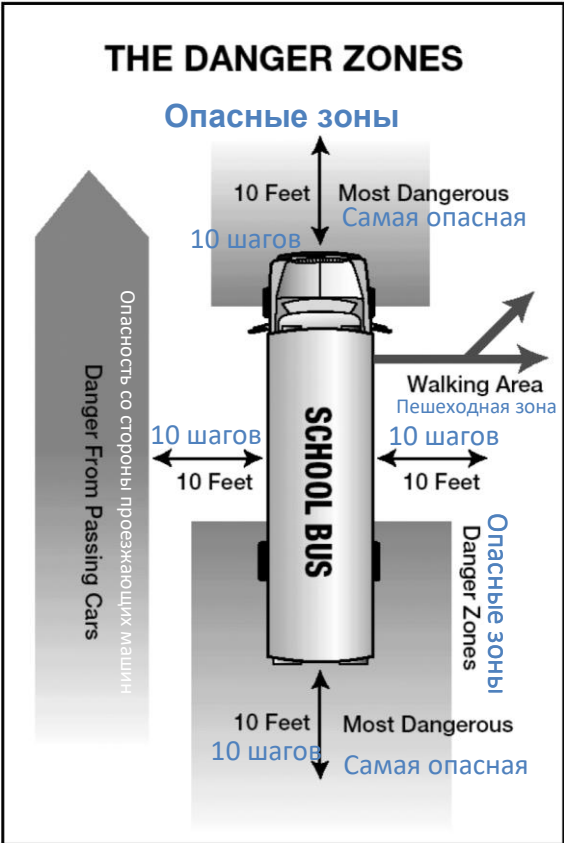 THE DANGER ZONES
Опасные зоны
10 Feet
Most Dangerous
10 шагов
Самая опасная
Danger From Passing Cars
Опасность со стороны проезжающих машин
Walking Area
Пешеходная зона
10 шагов
10 Feet
SCHOOL BUS
10 шагов
10 Feet
Danger Zones
Опасные зоны
10 Feet
Most Dangerous
10 шагов
Самая опасная